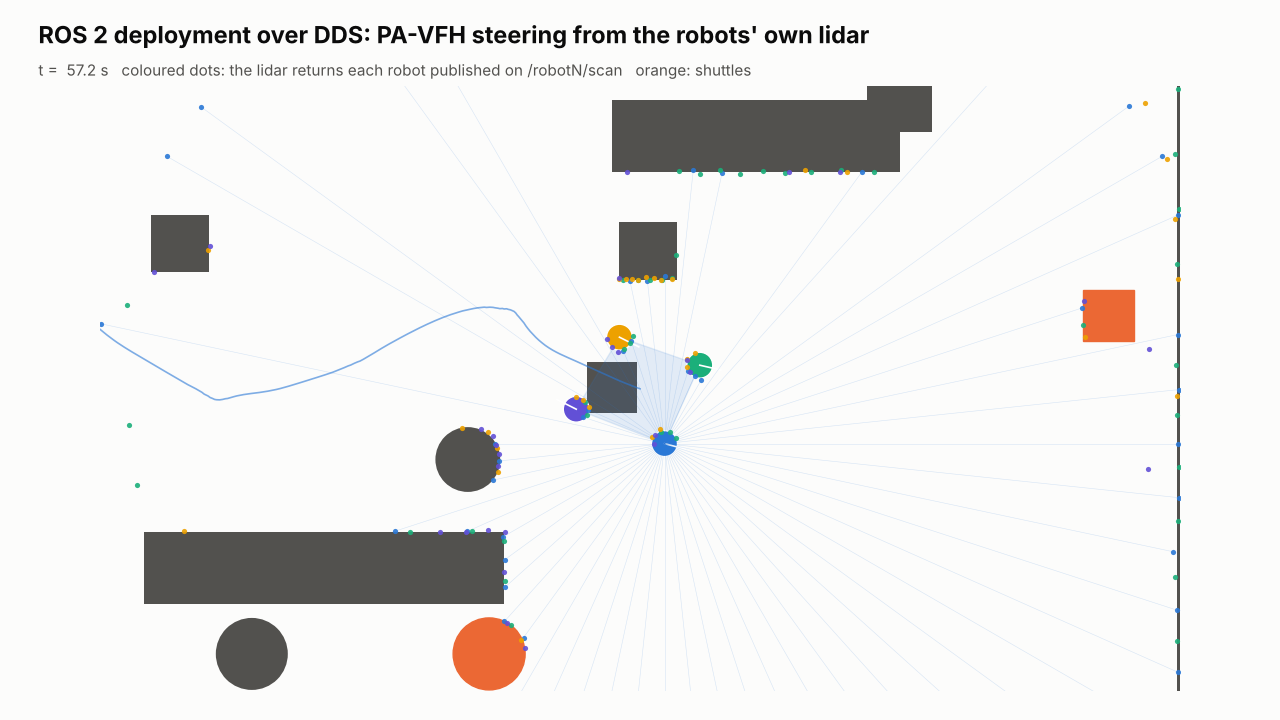 ROS 2 deployment over DDS: PA-VFH steering from the robots' own lidar
t =  57.2 s   coloured dots: the lidar returns each robot published on /robotN/scan   orange: shuttles